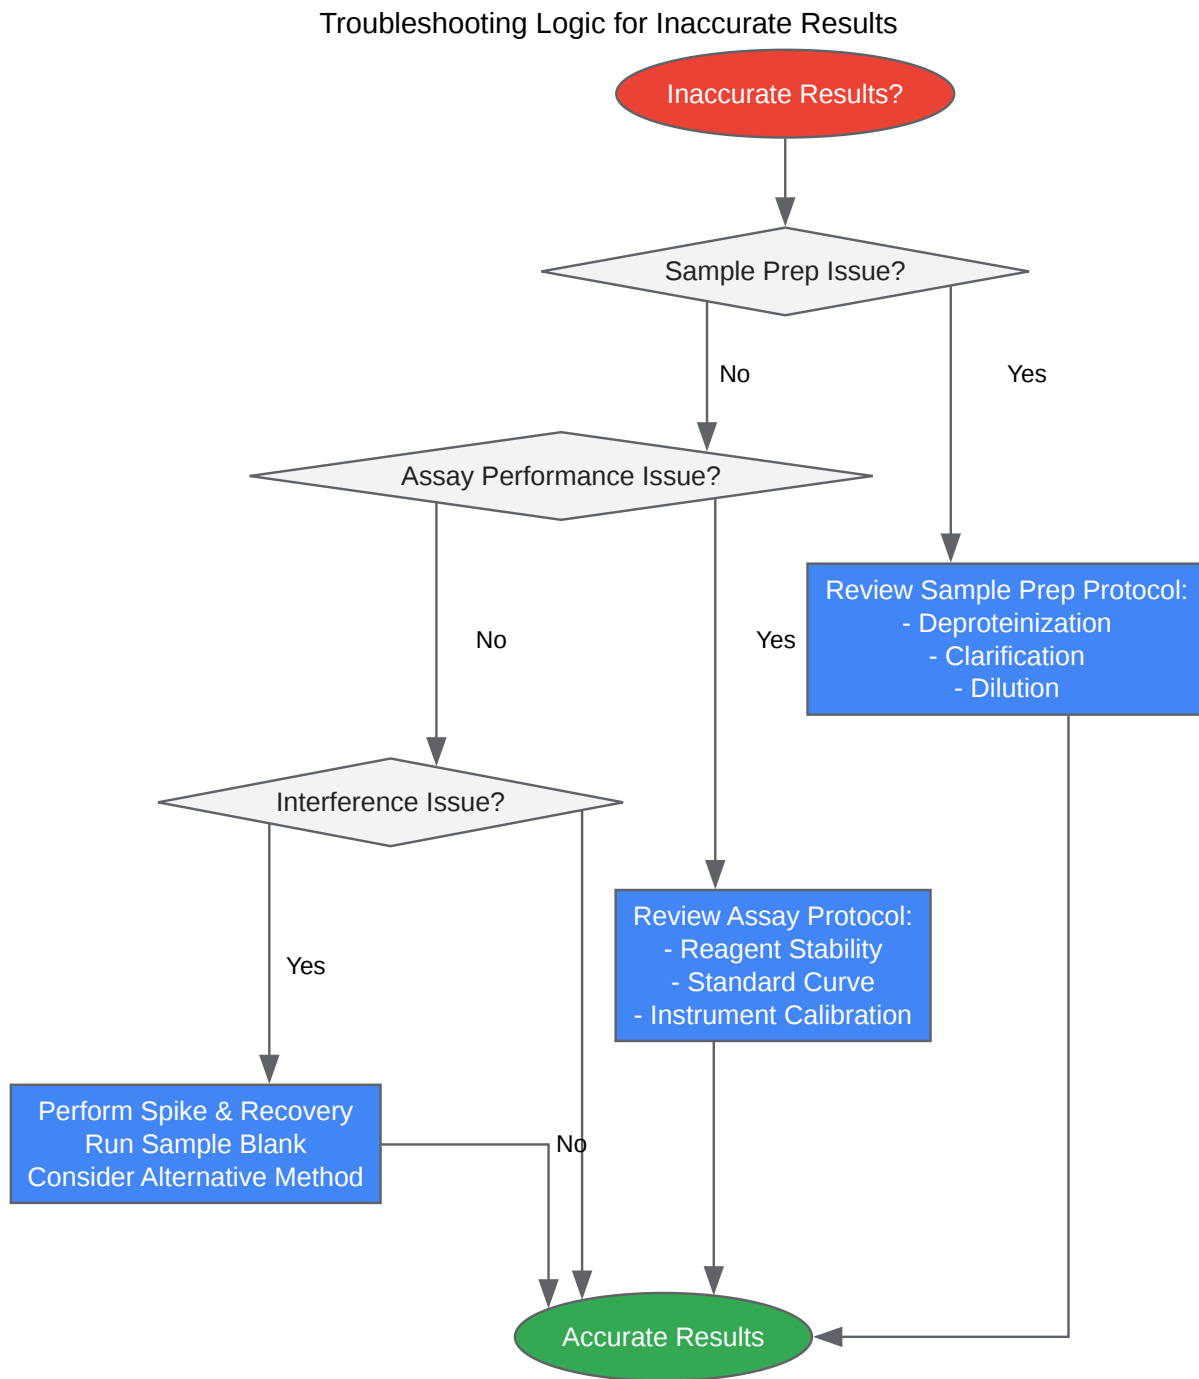 Troubleshooting Logic for Inaccurate Results
Inaccurate Results?
Sample Prep Issue?
No
Yes
Assay Performance Issue?
Review Sample Prep Protocol:
- Deproteinization
- Clarification
- Dilution
No
Yes
Interference Issue?
Review Assay Protocol:
- Reagent Stability
- Standard Curve
- Instrument Calibration
Yes
Perform Spike & Recovery
Run Sample Blank
Consider Alternative Method
No
Accurate Results